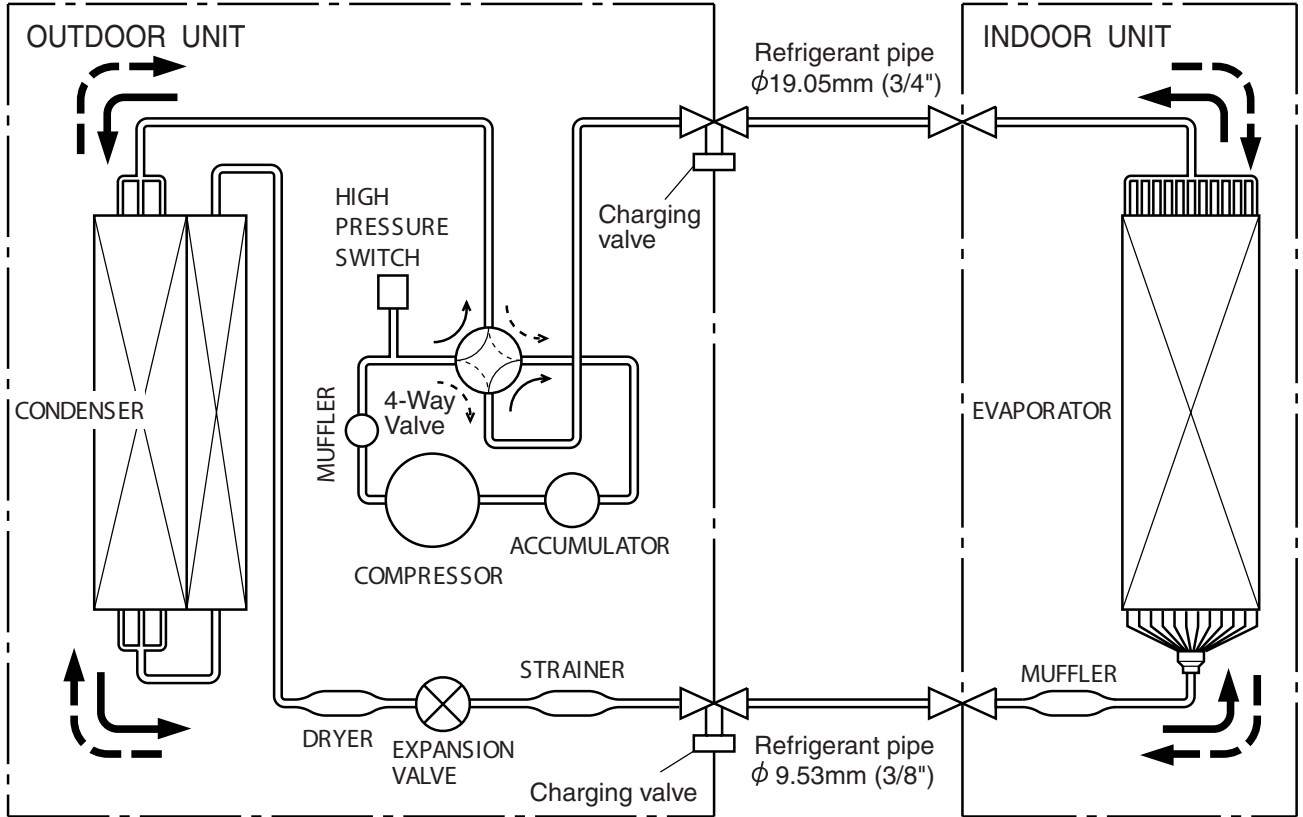 OUTDOOR UNIT
Refrigerant pipe
ϕ19.05mm (3/4")
INDOOR UNIT
HIGH
PRESSURE
SWITCH
Charging
valve
CONDENSER
MUFFLER
4-Way
Valve
EVAPORATOR
ACCUMULATOR
COMPRESSOR
STRAINER
MUFFLER
DRYER
EXPANSION
VALVE
Refrigerant pipe
ϕ 9.53mm (3/8")
Charging valve